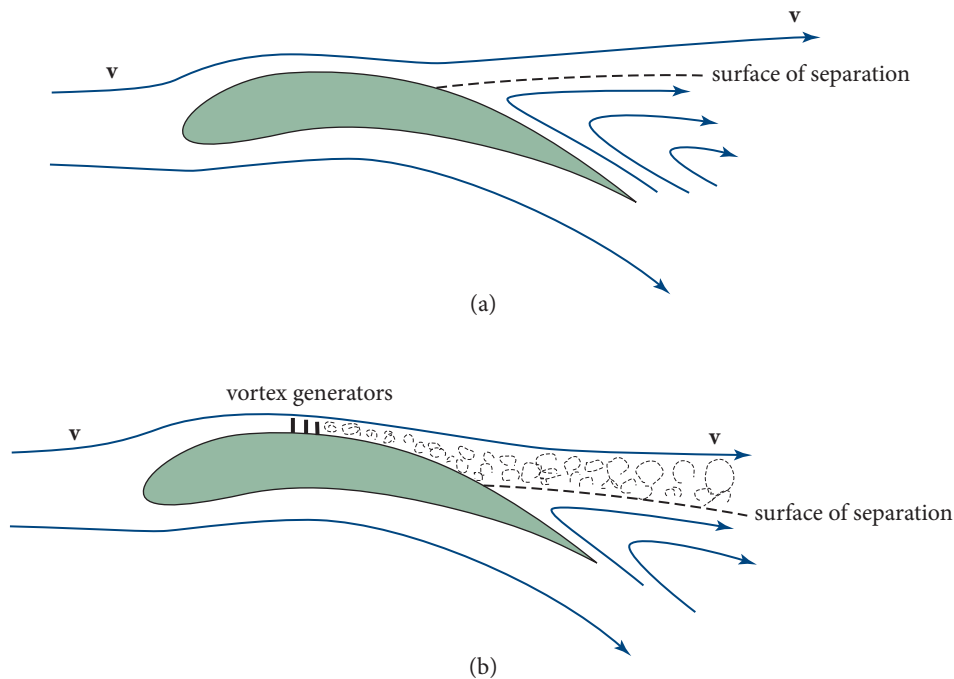 v
v
surface of separation
(a)
vortex generators
v
v
surface of separation
(b)